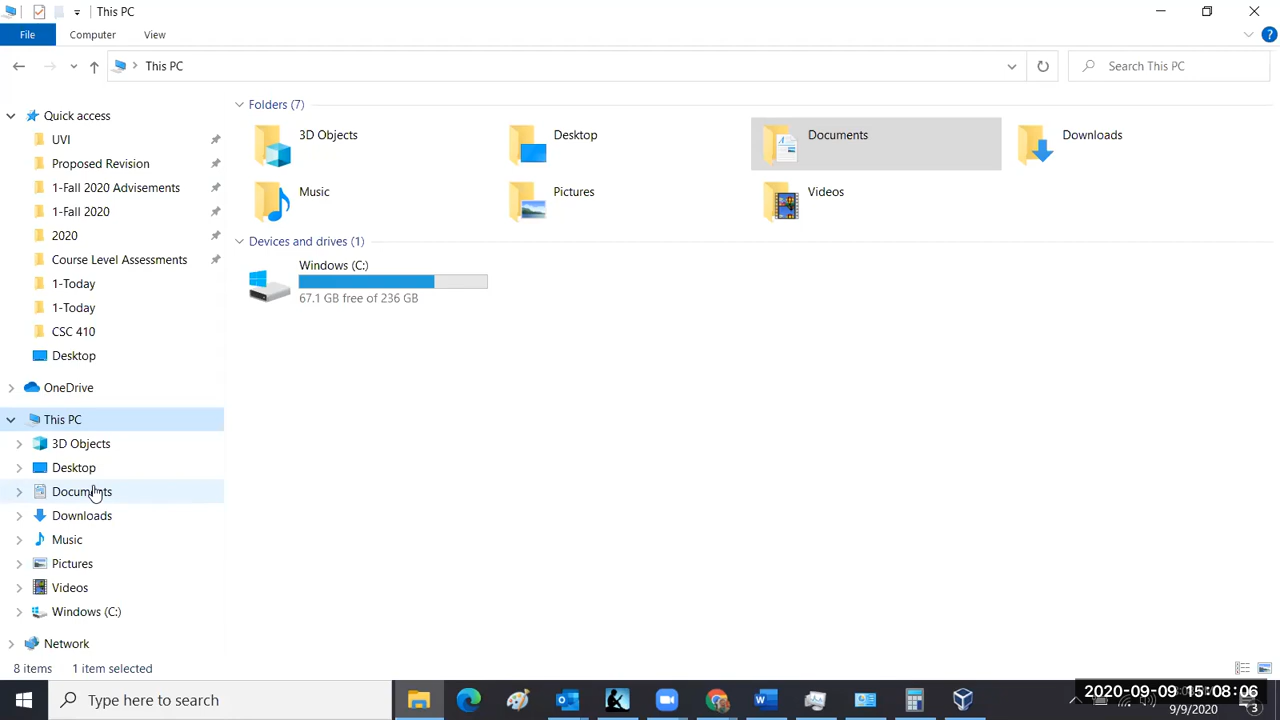 This PC
File Computer View
This PC
Search This PC
Quick access
UVI
Proposed Revision
1-Fall 2020 Advisements
1-Fall 2020
2020
Course Level Assessments
1-Today
1-Today
CSC 410
Desktop
OneDrive
This PC
3D Objects
Desktop
Documents
Downloads
Music
Pictures
Videos
Windows (C:)
Network
Folders (7)
3D Objects
Desktop
Documents
Downloads
Music
Pictures
Videos
Devices and drives (1)
Windows (C:)
67.1 GB free of 236 GB
8 items 1 item selected
Type here to search
2020-09-09 15:08:06
9/9/2020
3